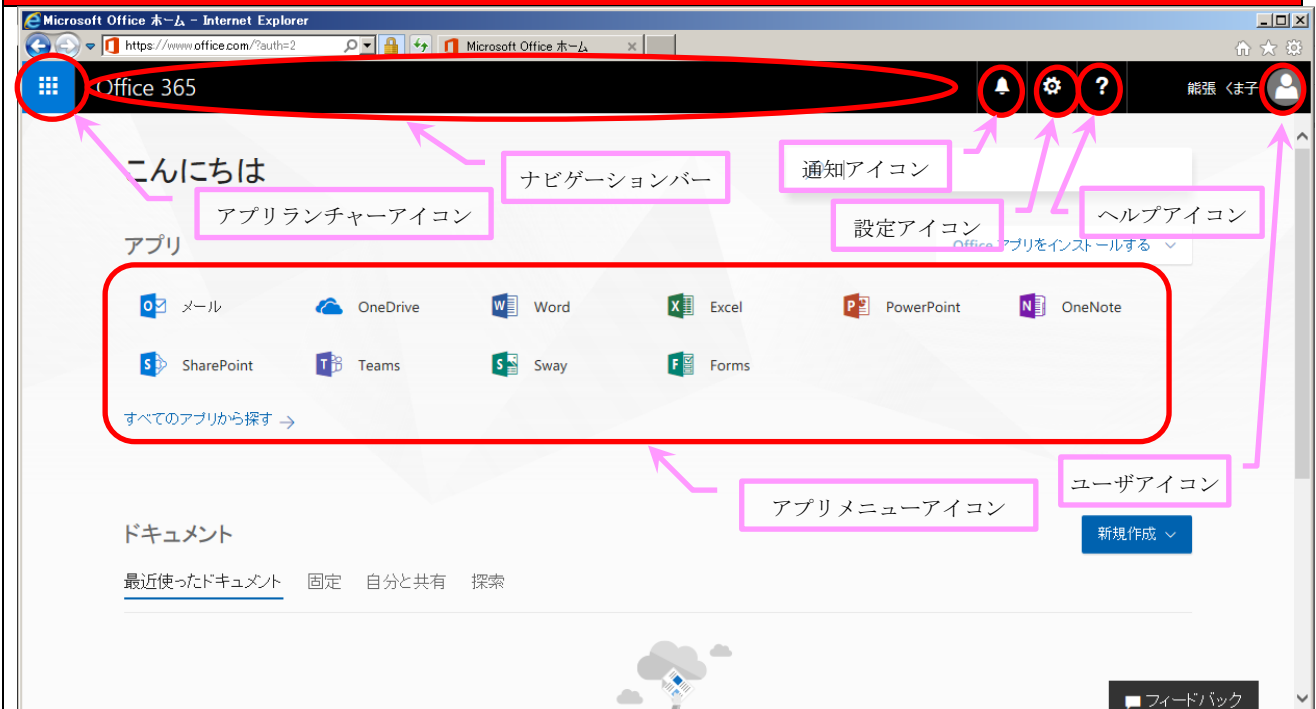 Microsoft Office ホーム - Internet Explorer
https://www.office.com/?auth=2
Microsoft Office ホーム
Office 365
能張 くま子
こんにちは
ナビゲーションバー
通知アイコン
アプリランチャーアイコン
設定アイコン
ヘルプアイコン
アプリ
Office アプリをインストールする
メール
OneDrive
Word
Excel
PowerPoint
OneNote
SharePoint
Teams
Sway
Forms
すべてのアプリから探す →
ユーザアイコン
アプリメニューアイコン
ドキュメント
新規作成
最近使ったドキュメント 固定 自分と共有 探索
フィードバック